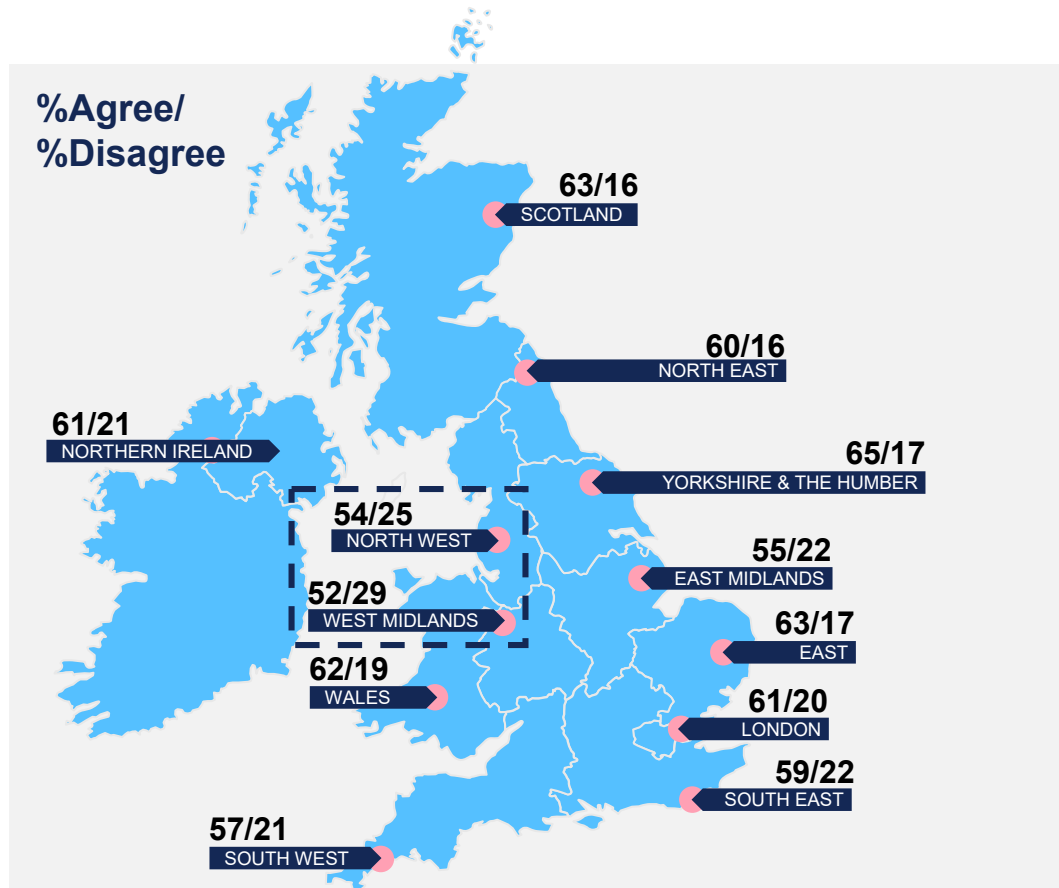 %Agree/
%Disagree
63/16
SCOTLAND
60/16
NORTH EAST
61/21
NORTHERN IRELAND
65/17
YORKSHIRE & THE HUMBER
54/25
NORTH WEST
55/22
EAST MIDLANDS
52/29
WEST MIDLANDS
63/17
EAST
62/19
WALES
61/20
LONDON
59/22
SOUTH EAST
57/21
SOUTH WEST